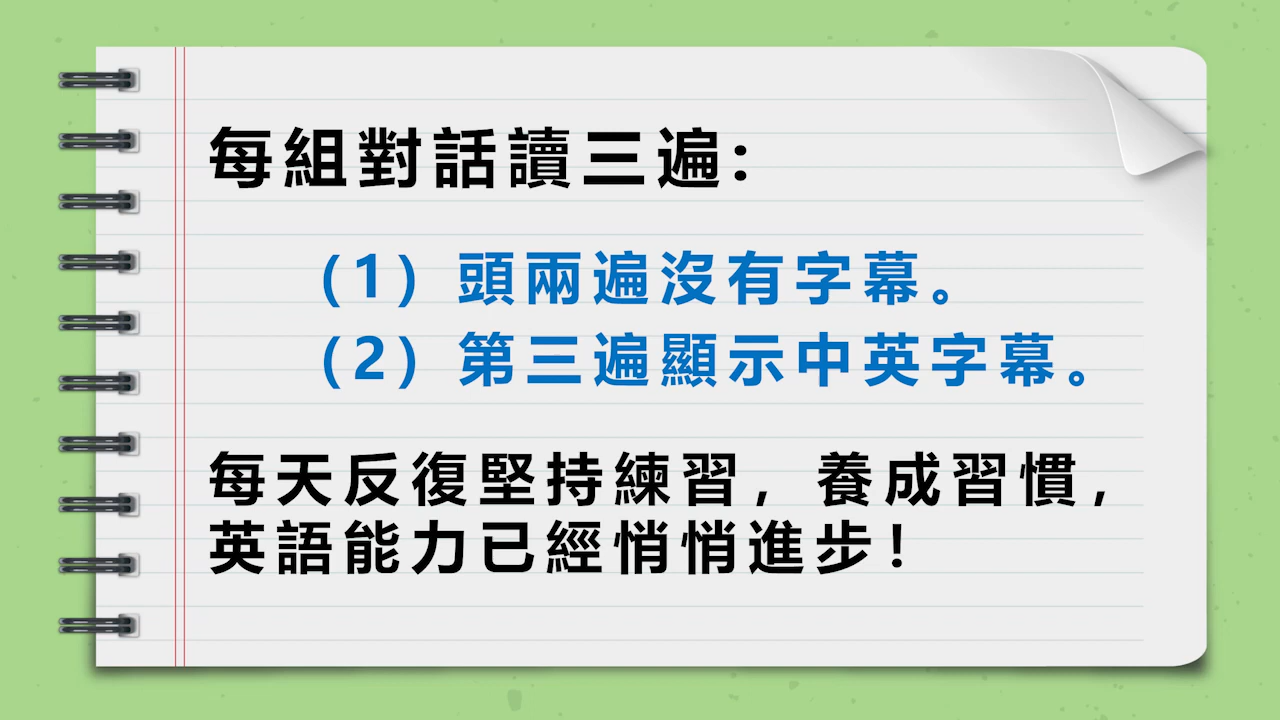 每組對話讀三遍：
（1）頭兩遍沒有字幕。
（2）第三遍顯示中英字幕。
每天反復堅持練習，養成習慣，
英語能力已經悄悄進步！